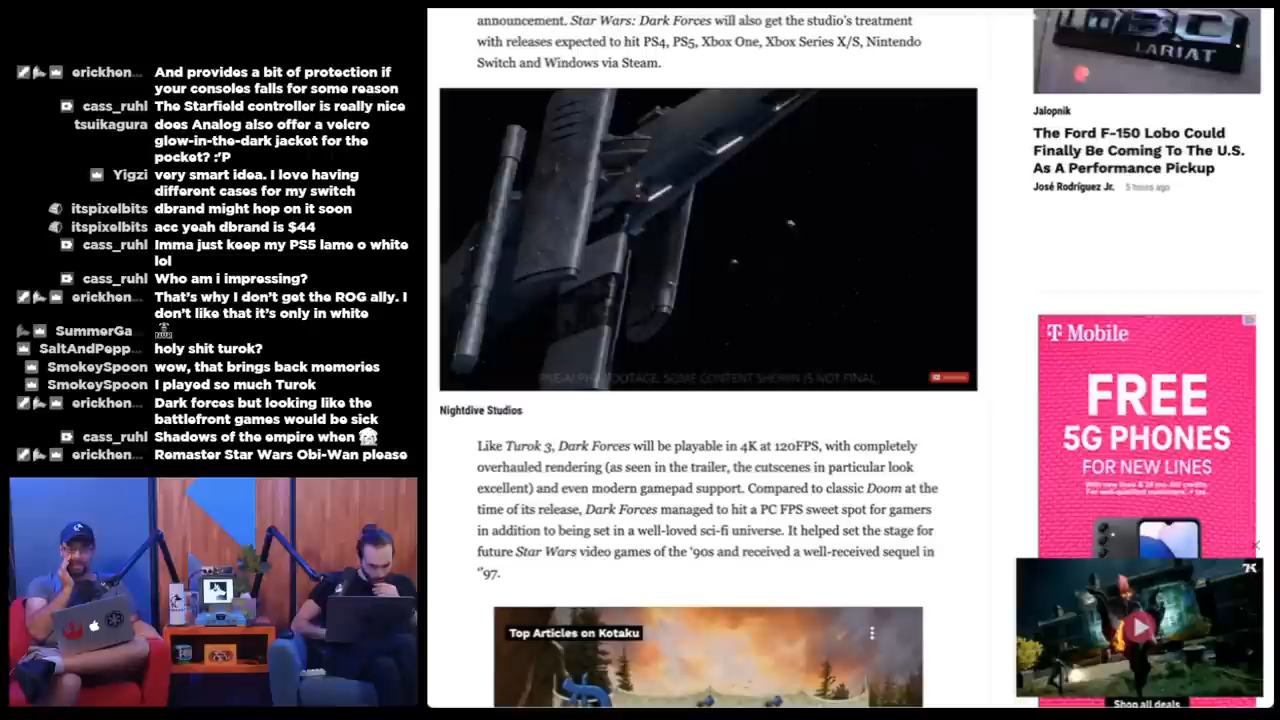 erickhen... And provides a bit of protection if
your consoles falls for some reason
cass_ruhl The Starfield controller is really nice
tsuikagura does Analog also offer a velcro
glow-in-the-dark jacket for the
pocket? :'P
Yigzi very smart idea. I love having
different cases for my switch
itspixelbits dbrand might hop on it soon
itspixelbits acc yeah dbrand is $44
cass_ruhl Imma just keep my PS5 lame o white
lol
cass_ruhl Who am i impressing?
erickhen... That's why I don't get the ROG ally. I
don't like that it's only in white
SummerGa...
SaltAndPepp... holy shit turok?
SmokeySpoon wow, that brings back memories
SmokeySpoon I played so much Turok
erickhen... Dark forces but looking like the
battlefront games would be sick
cass_ruhl Shadows of the empire when
erickhen... Remaster Star Wars Obi-Wan please
announcement. Star Wars: Dark Forces will also get the studio's treatment
with releases expected to hit PS4, PS5, Xbox One, Xbox Series X/S, Nintendo
Switch and Windows via Steam.
PRE-ALPHA FOOTAGE. SOME CONTENT SHOWN IS NOT FINAL.
Nightdive Studios
Like Turok 3, Dark Forces will be playable in 4K at 120FPS, with completely
overhauled rendering (as seen in the trailer, the cutscenes in particular look
excellent) and even modern gamepad support. Compared to classic Doom at the
time of its release, Dark Forces managed to hit a PC FPS sweet spot for gamers
in addition to being set in a well-loved sci-fi universe. It helped set the stage for
future Star Wars video games of the '90s and received a well-received sequel in
'97.
Top Articles on Kotaku
LOBO
LARIAT
Jalopnik
The Ford F-150 Lobo Could
Finally Be Coming To The U.S.
As A Performance Pickup
José Rodríguez Jr. 5 hours ago
T Mobile
FREE
5G PHONES
FOR NEW LINES
Shop all deals